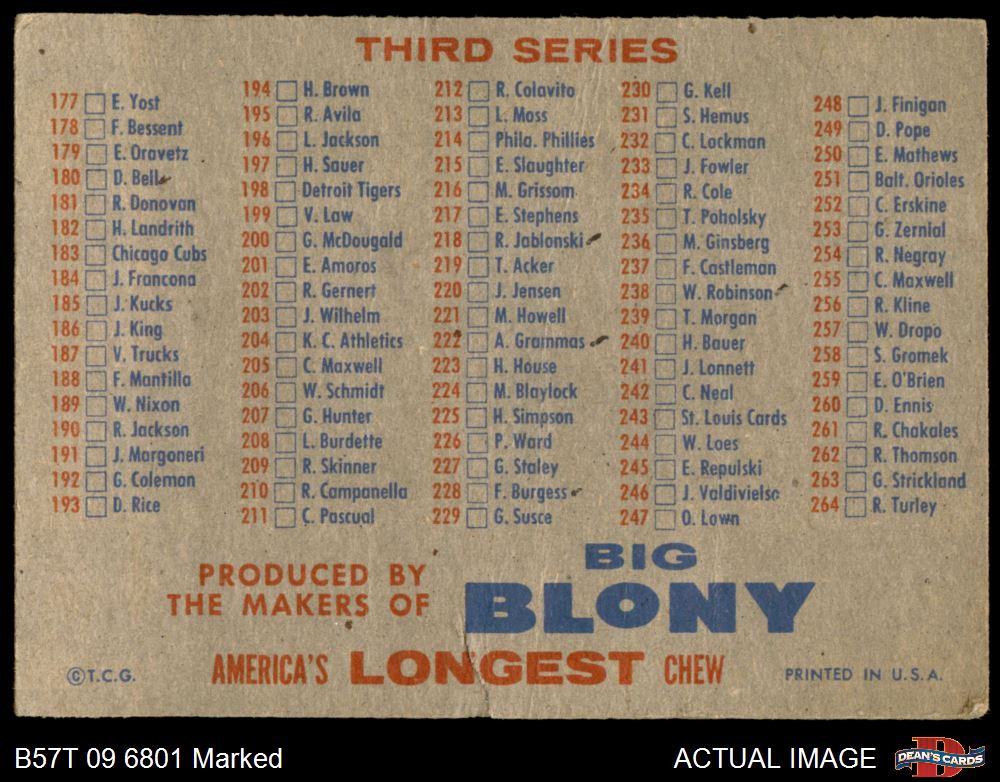 THIRD SERIES
177 E. Yost
178 F. Bessent
179 E. Oravetz
180 D. Bell
181 R. Donovan
182 H. Landrith
183 Chicago Cubs
184 J. Francona
185 J. Kucks
186 J. King
187 V. Trucks
188 F. Mantilla
189 W. Nixon
190 R. Jackson
191 J. Margoneri
192 G. Coleman
193 D. Rice
194 H. Brown
195 R. Avila
196 L. Jackson
197 H. Sauer
198 Detroit Tigers
199 V. Law
200 G. McDougald
201 E. Amoros
202 R. Gernert
203 J. Wilhelm
204 K. C. Athletics
205 C. Maxwell
206 W. Schmidt
207 G. Hunter
208 L. Burdette
209 R. Skinner
210 R. Campanella
211 C. Pascual
212 R. Colavito
213 L. Moss
214 Phila. Phillies
215 E. Slaughter
216 M. Grissom
217 E. Stephens
218 R. Jablonski
219 T. Acker
220 J. Jensen
221 M. Howell
222 A. Grammas
223 H. House
224 M. Blaylock
225 H. Simpson
226 P. Ward
227 G. Staley
228 F. Burgess
229 G. Susce
230 G. Kell
231 S. Hemus
232 C. Lockman
233 J. Fowler
234 R. Cole
235 T. Poholsky
236 M. Ginsberg
237 F. Castleman
238 W. Robinson
239 T. Morgan
240 H. Bauer
241 J. Lonnett
242 C. Neal
243 St. Louis Cards
244 W. Loes
245 E. Repulski
246 J. Valdivielso
247 O. Lown
248 J. Finigan
249 D. Pope
250 E. Mathews
251 Balt. Orioles
252 C. Erskine
253 G. Zernial
254 R. Negray
255 C. Maxwell
256 R. Kline
257 W. Dropo
258 S. Gromek
259 E. O'Brien
260 D. Ennis
261 R. Chakales
262 R. Thomson
263 G. Strickland
264 R. Turley
PRODUCED BY
THE MAKERS OF
BIG
BLONY
AMERICA'S LONGEST CHEW
©T.C.G.
PRINTED IN U.S.A.
B57T 09 6801 Marked
ACTUAL IMAGE
DEAN'S CARDS